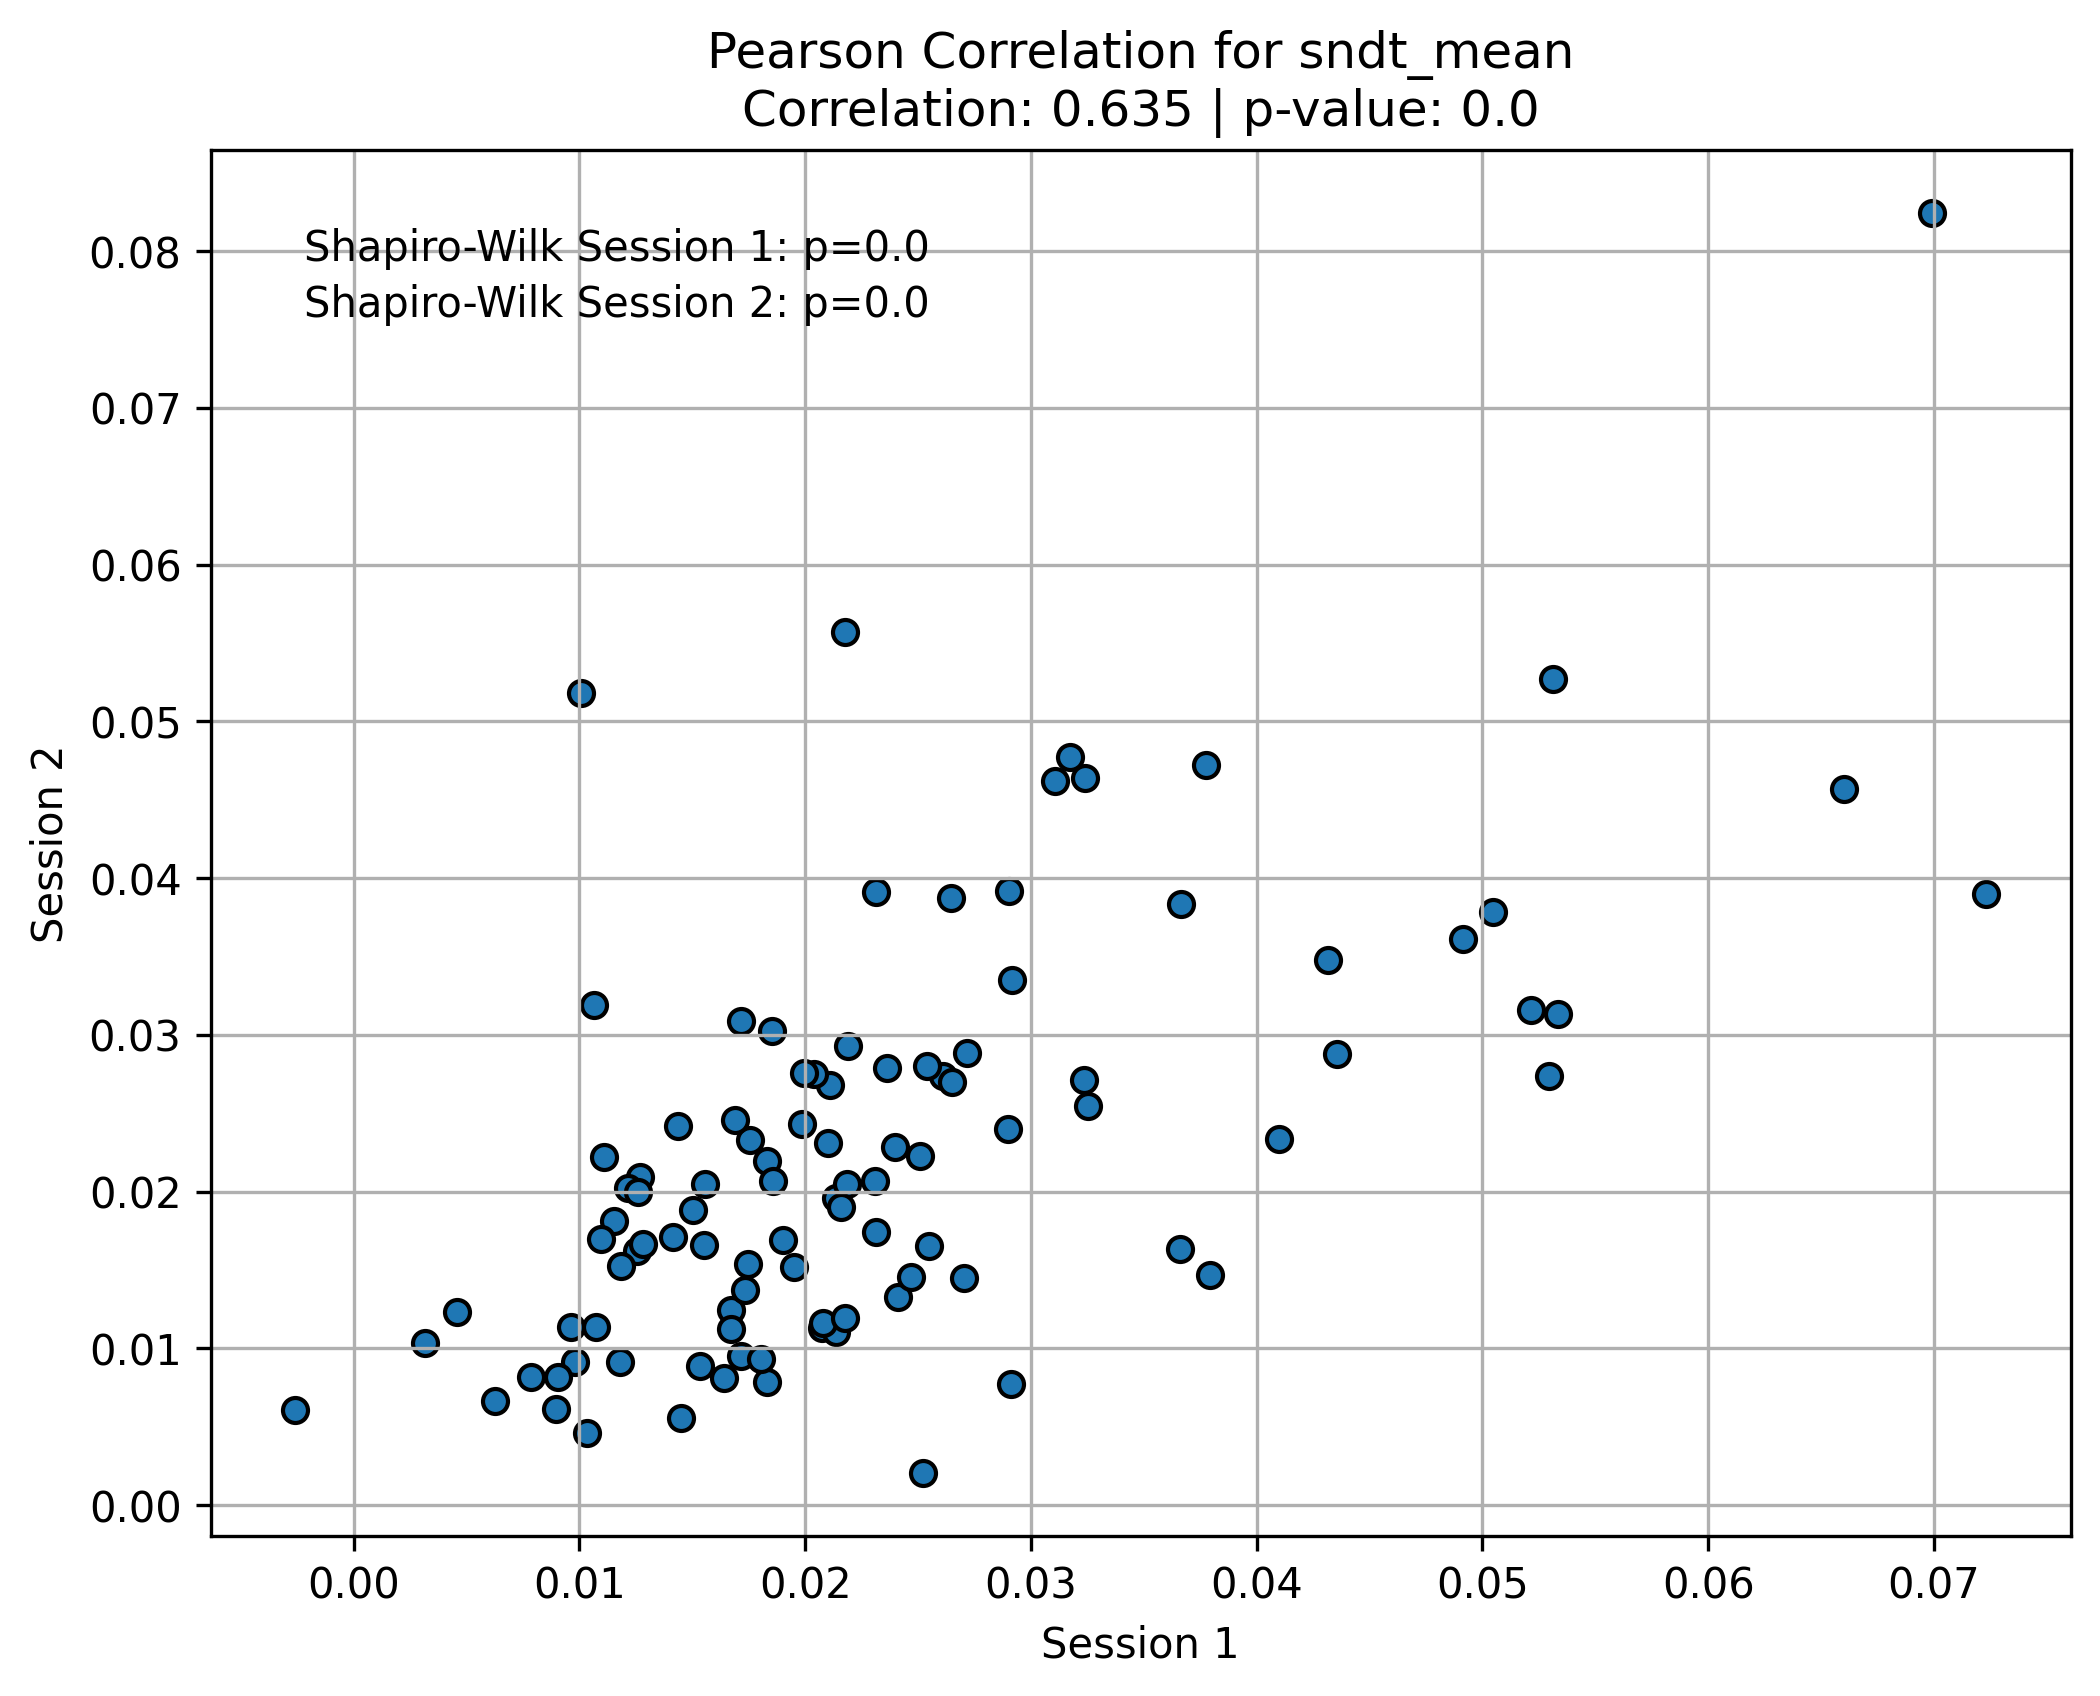 Pearson Correlation for sndt_mean
Correlation: 0.635 | p-value: 0.0
Shapiro-Wilk Session 1: p=0.0
Shapiro-Wilk Session 2: p=0.0
0.08
0.07
0.06
0.05
0.04
0.03
0.02
0.01
0.00
Session 2
0.00 0.01 0.02 0.03 0.04 0.05 0.06 0.07
Session 1